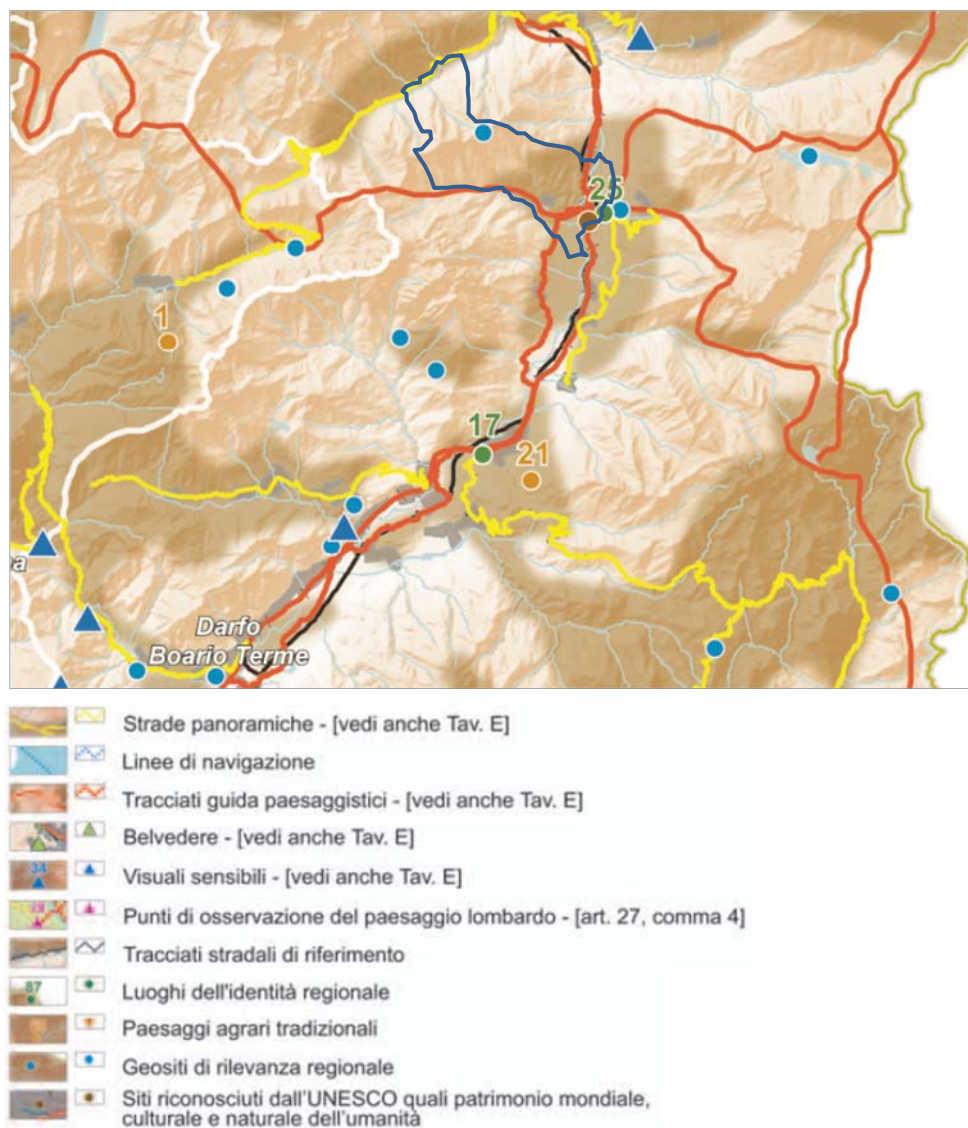 25
1
17
21
a
Darfo
Boario Terme
Strade panoramiche - [vedi anche Tav. E]
Linee di navigazione
Tracciati guida paesaggistici - [vedi anche Tav. E]
Belvedere - [vedi anche Tav. E]
34
Visuali sensibili - [vedi anche Tav. E]
Punti di osservazione del paesaggio lombardo - [art. 27, comma 4]
Tracciati stradali di riferimento
87
Luoghi dell'identità regionale
Paesaggi agrari tradizionali
Geositi di rilevanza regionale
Siti riconosciuti dall'UNESCO quali patrimonio mondiale,
culturale e naturale dell'umanità